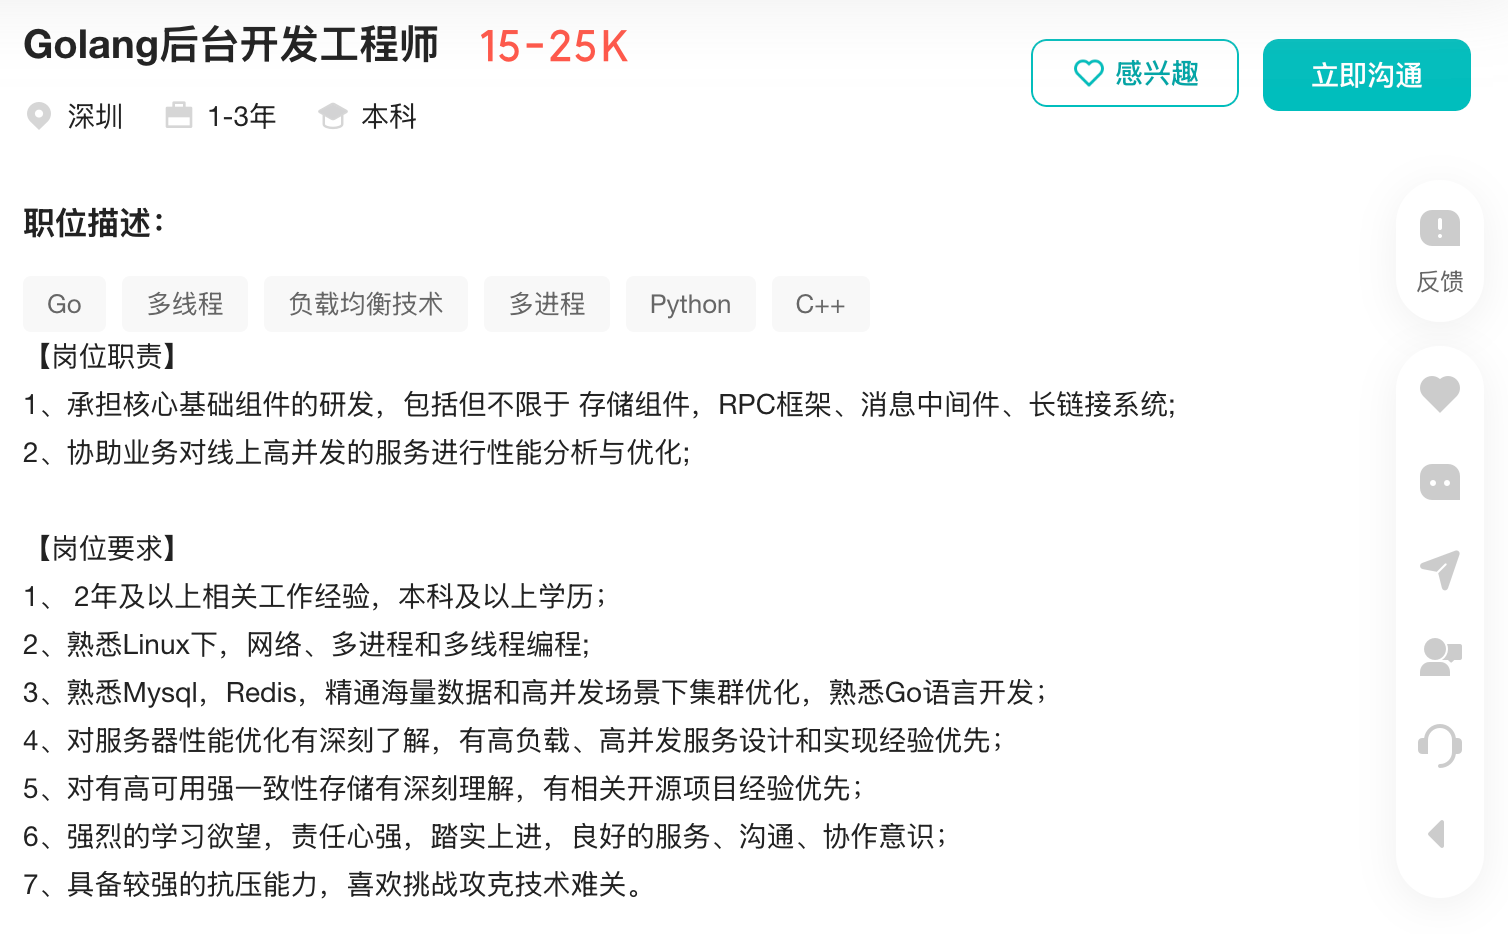 Golang后台开发工程师 15-25K
感兴趣
立即沟通
深圳 1-3年 本科
职位描述：
Go 多线程 负载均衡技术 多进程 Python C++
【岗位职责】
1、承担核心基础组件的研发，包括但不限于 存储组件，RPC框架、消息中间件、长链接系统;
2、协助业务对线上高并发的服务进行性能分析与优化;
【岗位要求】
1、 2年及以上相关工作经验，本科及以上学历；
2、熟悉Linux下，网络、多进程和多线程编程;
3、熟悉Mysql，Redis，精通海量数据和高并发场景下集群优化，熟悉Go语言开发；
4、对服务器性能优化有深刻了解，有高负载、高并发服务设计和实现经验优先；
5、对有高可用强一致性存储有深刻理解，有相关开源项目经验优先；
6、强烈的学习欲望，责任心强，踏实上进，良好的服务、沟通、协作意识；
7、具备较强的抗压能力，喜欢挑战攻克技术难关。
反馈